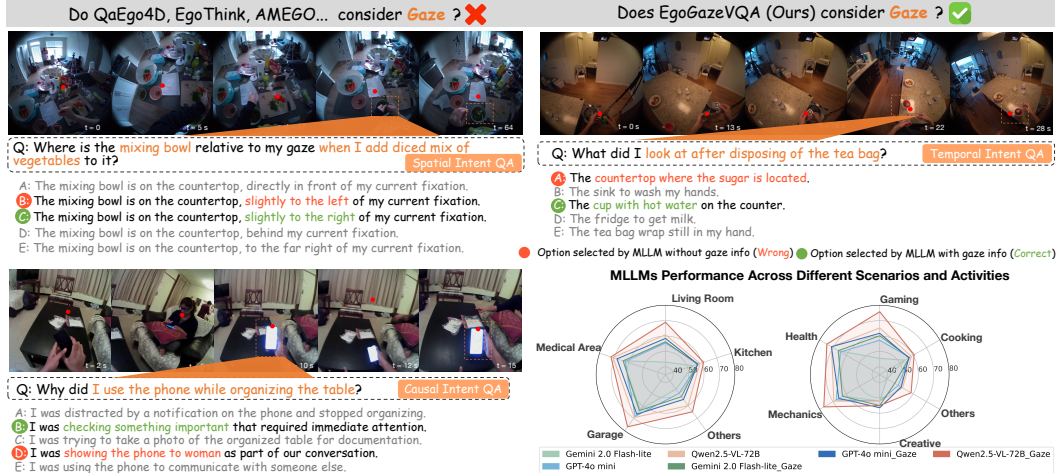 Do QaEgo4D, EgoThink, AMEGO... consider Gaze ?
Does EgoGazeVQA (Ours) consider Gaze ?
t = 0
t = 5 s
t = 64
Q: Where is the mixing bowl relative to my gaze when I add diced mix of
vegetables to it?
Spatial Intent QA
A: The mixing bowl is on the countertop, directly in front of my current fixation.
B: The mixing bowl is on the countertop, slightly to the left of my current fixation.
C: The mixing bowl is on the countertop, slightly to the right of my current fixation.
D: The mixing bowl is on the countertop, behind my current fixation.
E: The mixing bowl is on the countertop, to the far right of my current fixation.
t = 0 s
t = 13 s
t = 22
t = 28 s
Q: What did I look at after disposing of the tea bag?
Temporal Intent QA
A: The countertop where the sugar is located.
B: The sink to wash my hands.
C: The cup with hot water on the counter.
D: The fridge to get milk.
E: The tea bag wrap still in my hand.
Option selected by MLLM without gaze info (Wrong)
Option selected by MLLM with gaze info (Correct)
t = 2 s
10 s
t = 12 s
t = 15
Q: Why did I use the phone while organizing the table?
Causal Intent QA
A: I was distracted by a notification on the phone and stopped organizing.
B: I was checking something important that required immediate attention.
C: I was trying to take a photo of the organized table for documentation.
D: I was showing the phone to woman as part of our conversation.
E: I was using the phone to communicate with someone else.
MLLMs Performance Across Different Scenarios and Activities
Living Room
Medical Area
Kitchen
40 50 60 70 80
Garage
Others
Gaming
Health
Cooking
40 50 60 70 80
Mechanics
Others
Creative
Gemini 2.0 Flash-lite
Qwen2.5-VL-72B
GPT-4o mini_Gaze
Qwen2.5-VL-72B_Gaze
GPT-4o mini
Gemini 2.0 Flash-lite_Gaze